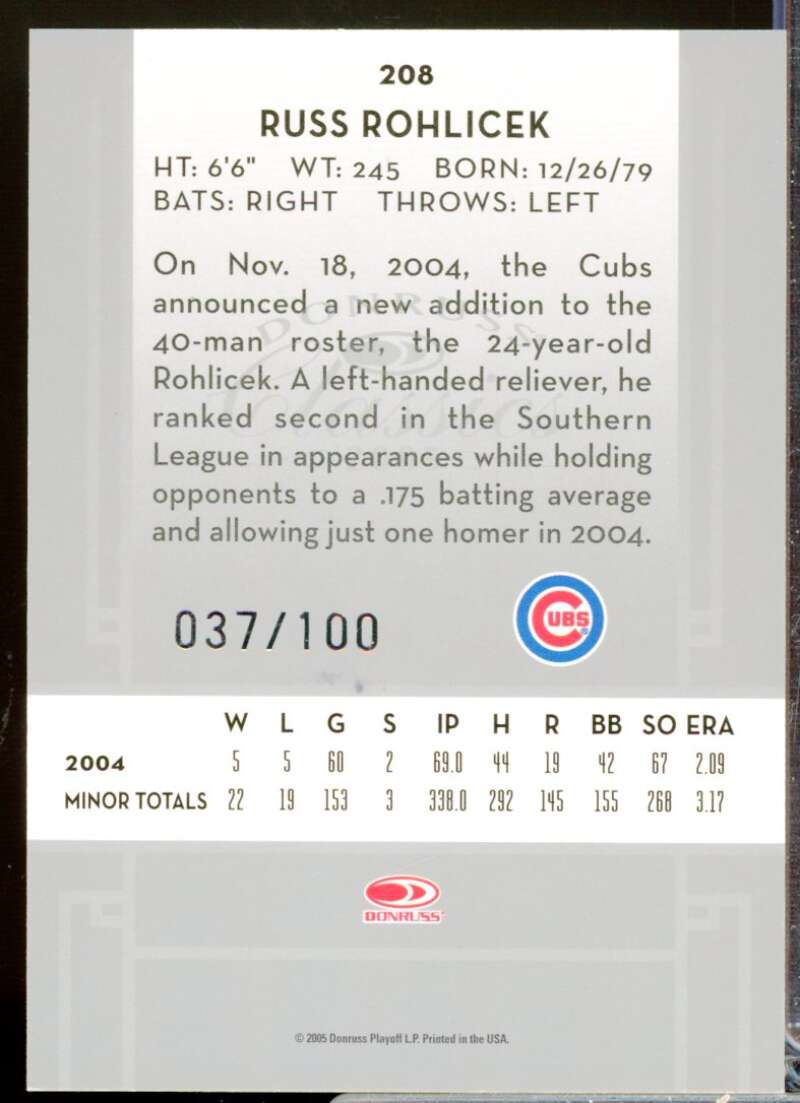 208
RUSS ROHLICEK
HT: 6'6" WT: 245 BORN: 12/26/79
BATS: RIGHT THROWS: LEFT
On Nov. 18, 2004, the Cubs
announced a new addition to the
40-man roster, the 24-year-old
Rohlicek. A left-handed reliever, he
ranked second in the Southern
League in appearances while holding
opponents to a .175 batting average
and allowing just one homer in 2004.
DONRUSS
Classics
037/100
CUBS
W L G S IP H R BB SO ERA
2004 5 5 60 2 69.0 44 19 42 67 2.09
MINOR TOTALS 22 19 153 3 338.0 292 145 155 268 3.17
DONRUSS
© 2005 Donruss Playoff L.P. Printed in the USA.